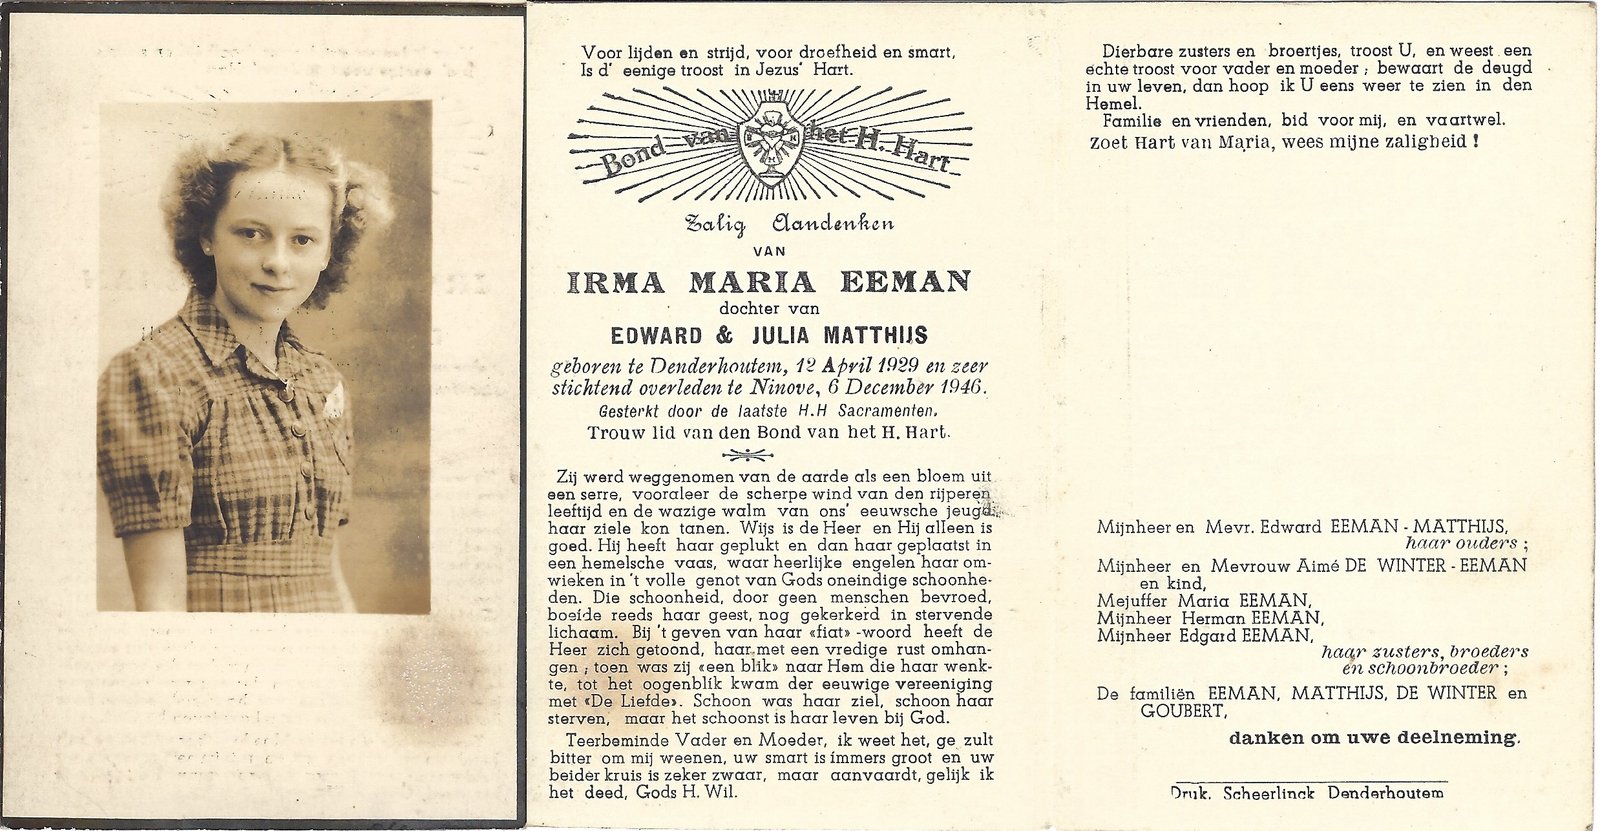 Voor lijden en strijd, voor droefheid en smart,
Is d' eenige troost in Jezus' Hart.
Bond van het H. Hart
Zalig Aandenken
VAN
IRMA MARIA EEMAN
dochter van
EDWARD & JULIA MATTHIJS
geboren te Denderhoutem, 12 April 1929 en zeer
stichtend overleden te Ninove, 6 December 1946.
Gesterkt door de laatste H.H Sacramenten.
Trouw lid van den Bond van het H. Hart.
Zij werd weggenomen van de aarde als een bloem uit
een serre, vooraleer de scherpe wind van den rijperen
leeftijd en de wazige walm van ons' eeuwsche jeugd
haar ziele kon tanen. Wijs is de Heer en Hij alleen is
goed. Hij heeft haar geplukt en dan haar geplaatst in
een hemelsche vaas, waar heerlijke engelen haar om-
wieken in 't volle genot van Gods oneindige schoonhe-
den. Die schoonheid, door geen menschen bevroed,
boeide reeds haar geest, nog gekerkerd in stervende
lichaam. Bij 't geven van haar «fiat» -woord heeft de
Heer zich getoond, haar met een vredige rust omhan-
gen ; toen was zij «een blik» naar Hem die haar wenk-
te, tot het oogenblik kwam der eeuwige vereeniging
met «De Liefde». Schoon was haar ziel, schoon haar
sterven, maar het schoonst is haar leven bij God.
Teerbeminde Vader en Moeder, ik weet het, ge zult
bitter om mij weenen, uw smart is immers groot en uw
beider kruis is zeker zwaar, maar aanvaardt, gelijk ik
het deed, Gods H. Wil.
Dierbare zusters en broertjes, troost U, en weest een
echte troost voor vader en moeder ; bewaart de deugd
in uw leven, dan hoop ik U eens weer te zien in den
Hemel.
Familie en vrienden, bid voor mij, en vaartwel.
Zoet Hart van Maria, wees mijne zaligheid !
Mijnheer en Mevr. Edward EEMAN - MATTHIJS,
haar ouders ;
Mijnheer en Mevrouw Aimé DE WINTER - EEMAN
en kind,
Mejuffer Maria EEMAN,
Mijnheer Herman EEMAN,
Mijnheer Edgard EEMAN,
haar zusters, broeders
en schoonbroeder ;
De familiën EEMAN, MATTHIJS, DE WINTER en
GOUBERT,
danken om uwe deelneming.
Druk. Scheerlinck Denderhoutem